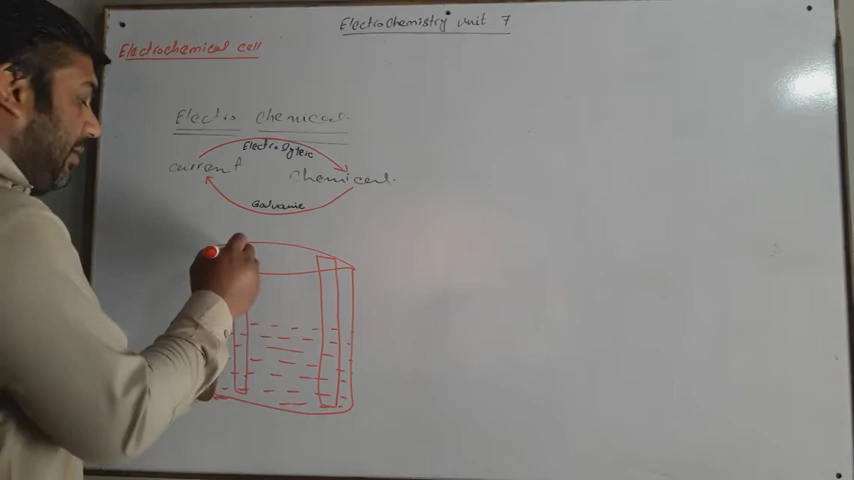 Electrochemistry unit 7
Electrochemical cell
Electro chemical.
Electrolytic
current chemical.
Galvanic